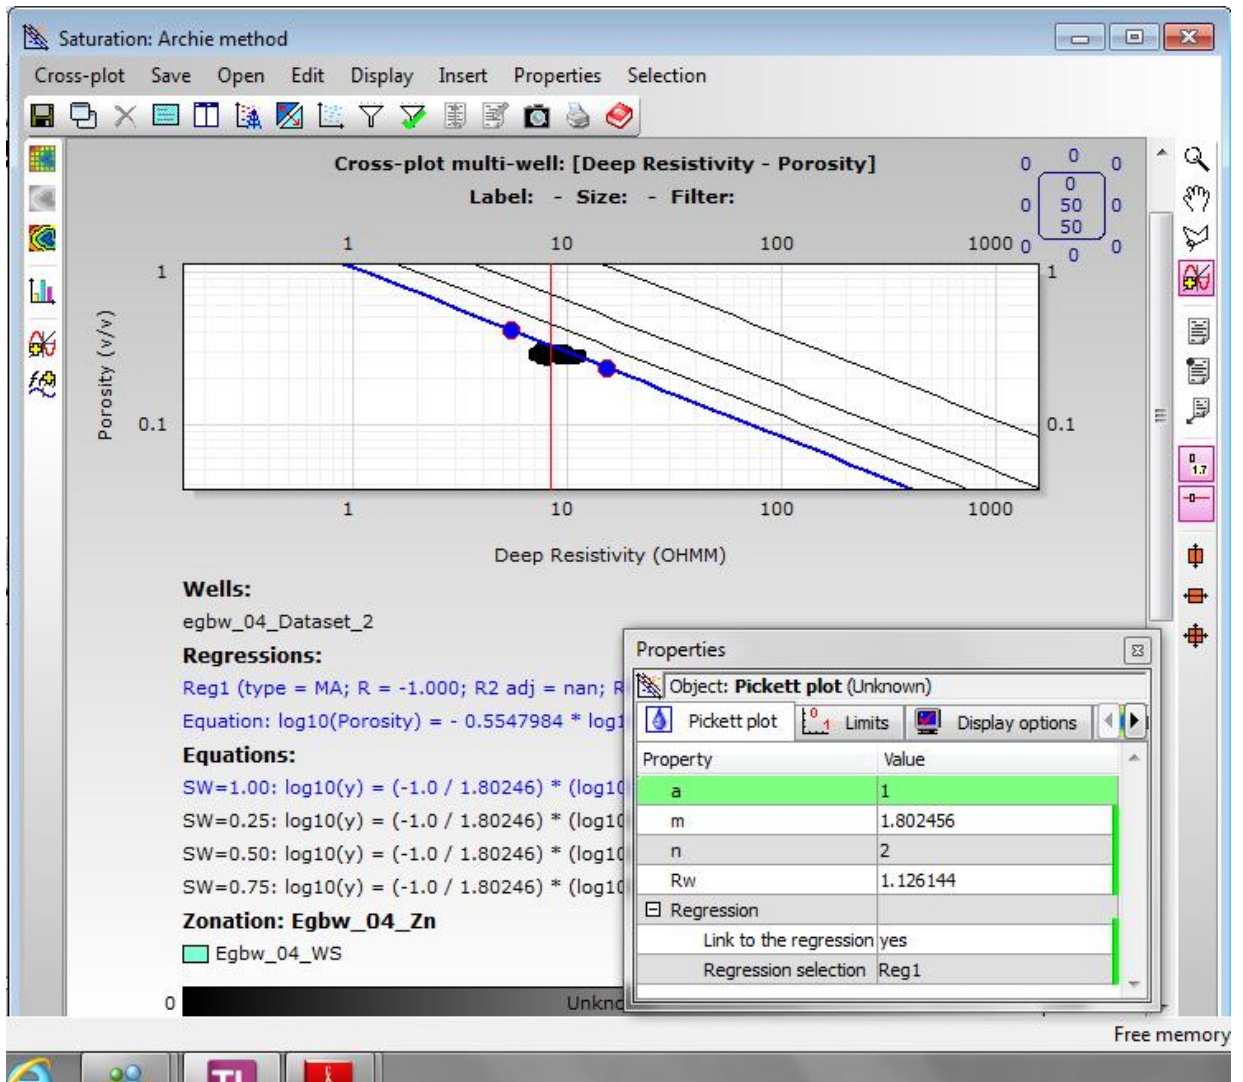 Saturation: Archie method
Cross-plot Save Open Edit Display Insert Properties Selection
Cross-plot multi-well: [Deep Resistivity - Porosity]
Label: - Size: - Filter:
0 0 0
0
0 50 0
50
0 0 0
1 10 100 1000
1 1
Porosity (v/v)
0.1 0.1
1 10 100 1000
Deep Resistivity (OHMM)
Wells:
egbw_04_Dataset_2
Regressions:
Reg1 (type = MA; R = -1.000; R2 adj = nan; R
Equation: log10(Porosity) = - 0.5547984 * log1
Equations:
SW=1.00: log10(y) = (-1.0 / 1.80246) * (log10
SW=0.25: log10(y) = (-1.0 / 1.80246) * (log10
SW=0.50: log10(y) = (-1.0 / 1.80246) * (log10
SW=0.75: log10(y) = (-1.0 / 1.80246) * (log10
Zonation: Egbw_04_Zn
Egbw_04_WS
0
Properties
Object: Pickett plot (Unknown)
Pickett plot Limits Display options
Property Value
a 1
m 1.802456
n 2
Rw 1.126144
Regression
Link to the regression yes
Regression selection Reg1
Free memory